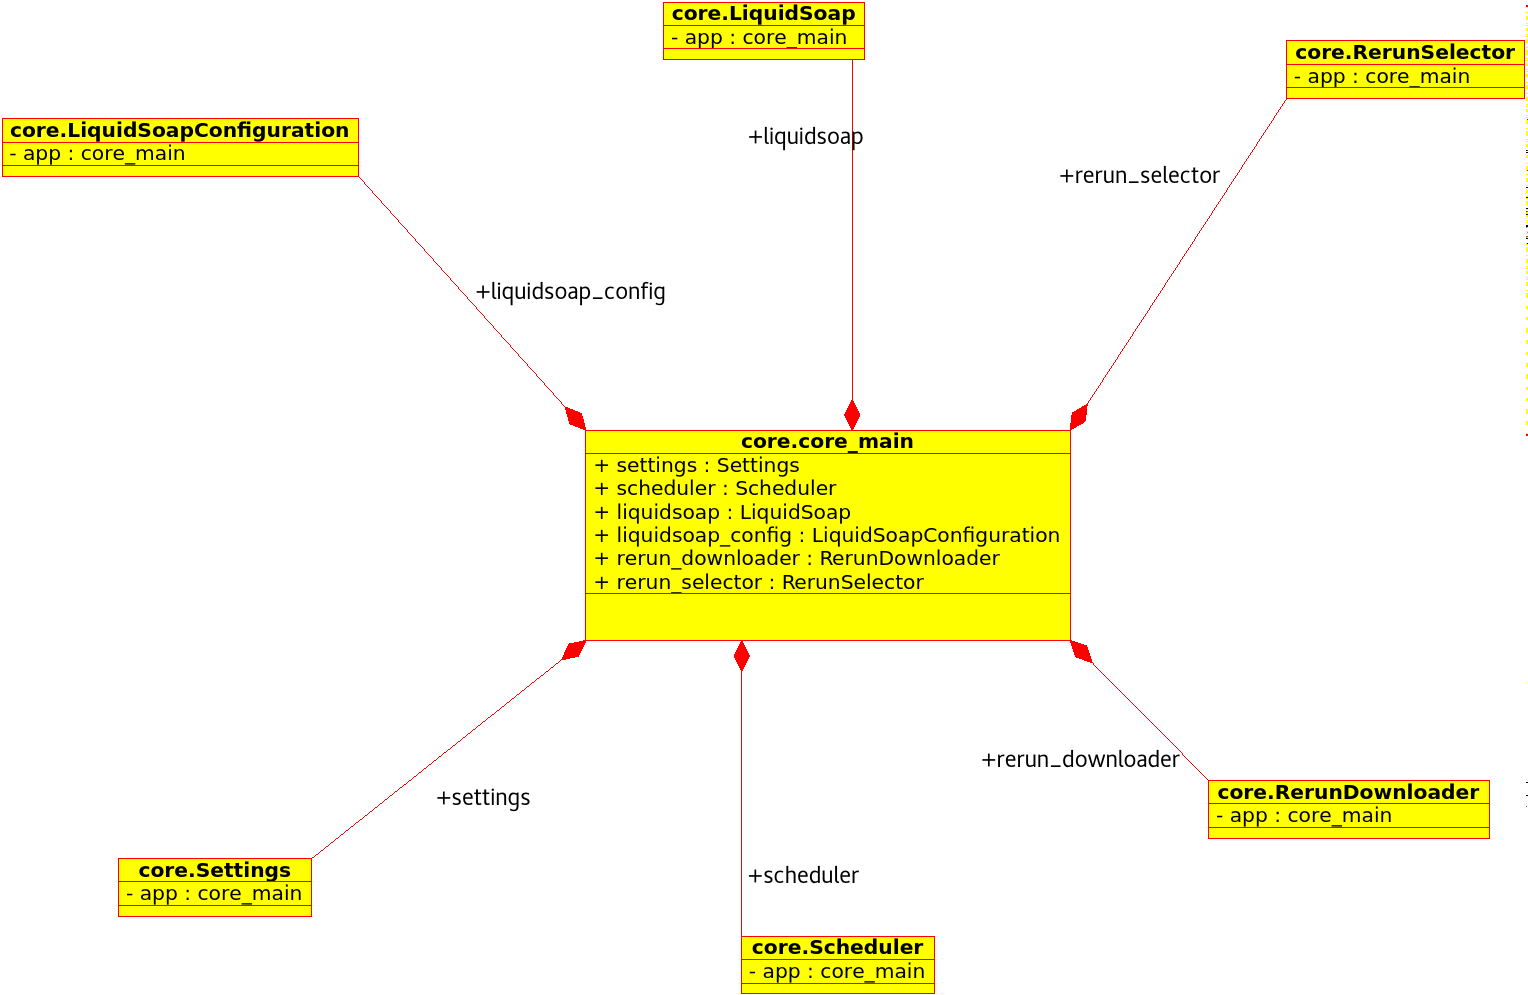 core.LiquidSoap
- app : core_main
core.RerunSelector
- app : core_main
core.LiquidSoapConfiguration
- app : core_main
+liquidsoap
+rerun_selector
+liquidsoap_config
core.core_main
+ settings : Settings
+ scheduler : Scheduler
+ liquidsoap : LiquidSoap
+ liquidsoap_config : LiquidSoapConfiguration
+ rerun_downloader : RerunDownloader
+ rerun_selector : RerunSelector
+rerun_downloader
+settings
core.RerunDownloader
- app : core_main
core.Settings
- app : core_main
+scheduler
core.Scheduler
- app : core_main